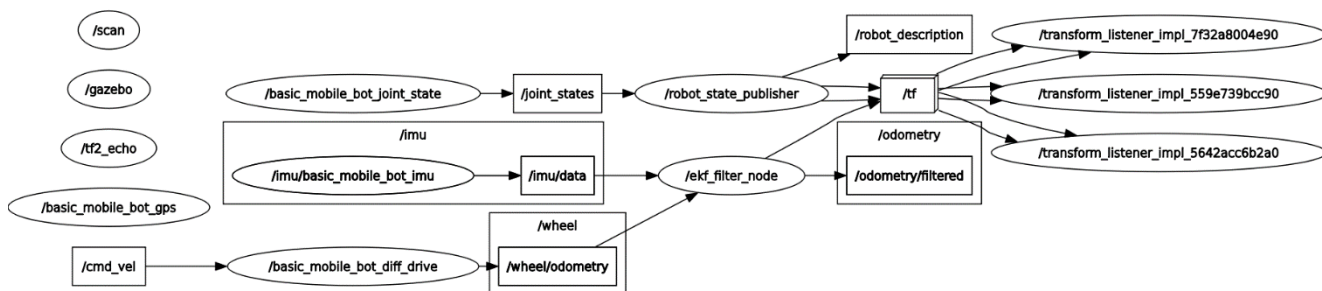 /scan
/robot_description
/transform_listener_impl_7f32a8004e90
/gazebo
/basic_mobile_bot_joint_state
/joint_states
/robot_state_publisher
/tf
/transform_listener_impl_559e739bcc90
/tf2_echo
/imu
/odometry
/transform_listener_impl_5642acc6b2a0
/imu/basic_mobile_bot_imu
/imu/data
/ekf_filter_node
/odometry/filtered
/basic_mobile_bot_gps
/wheel
/cmd_vel
/basic_mobile_bot_diff_drive
/wheel/odometry